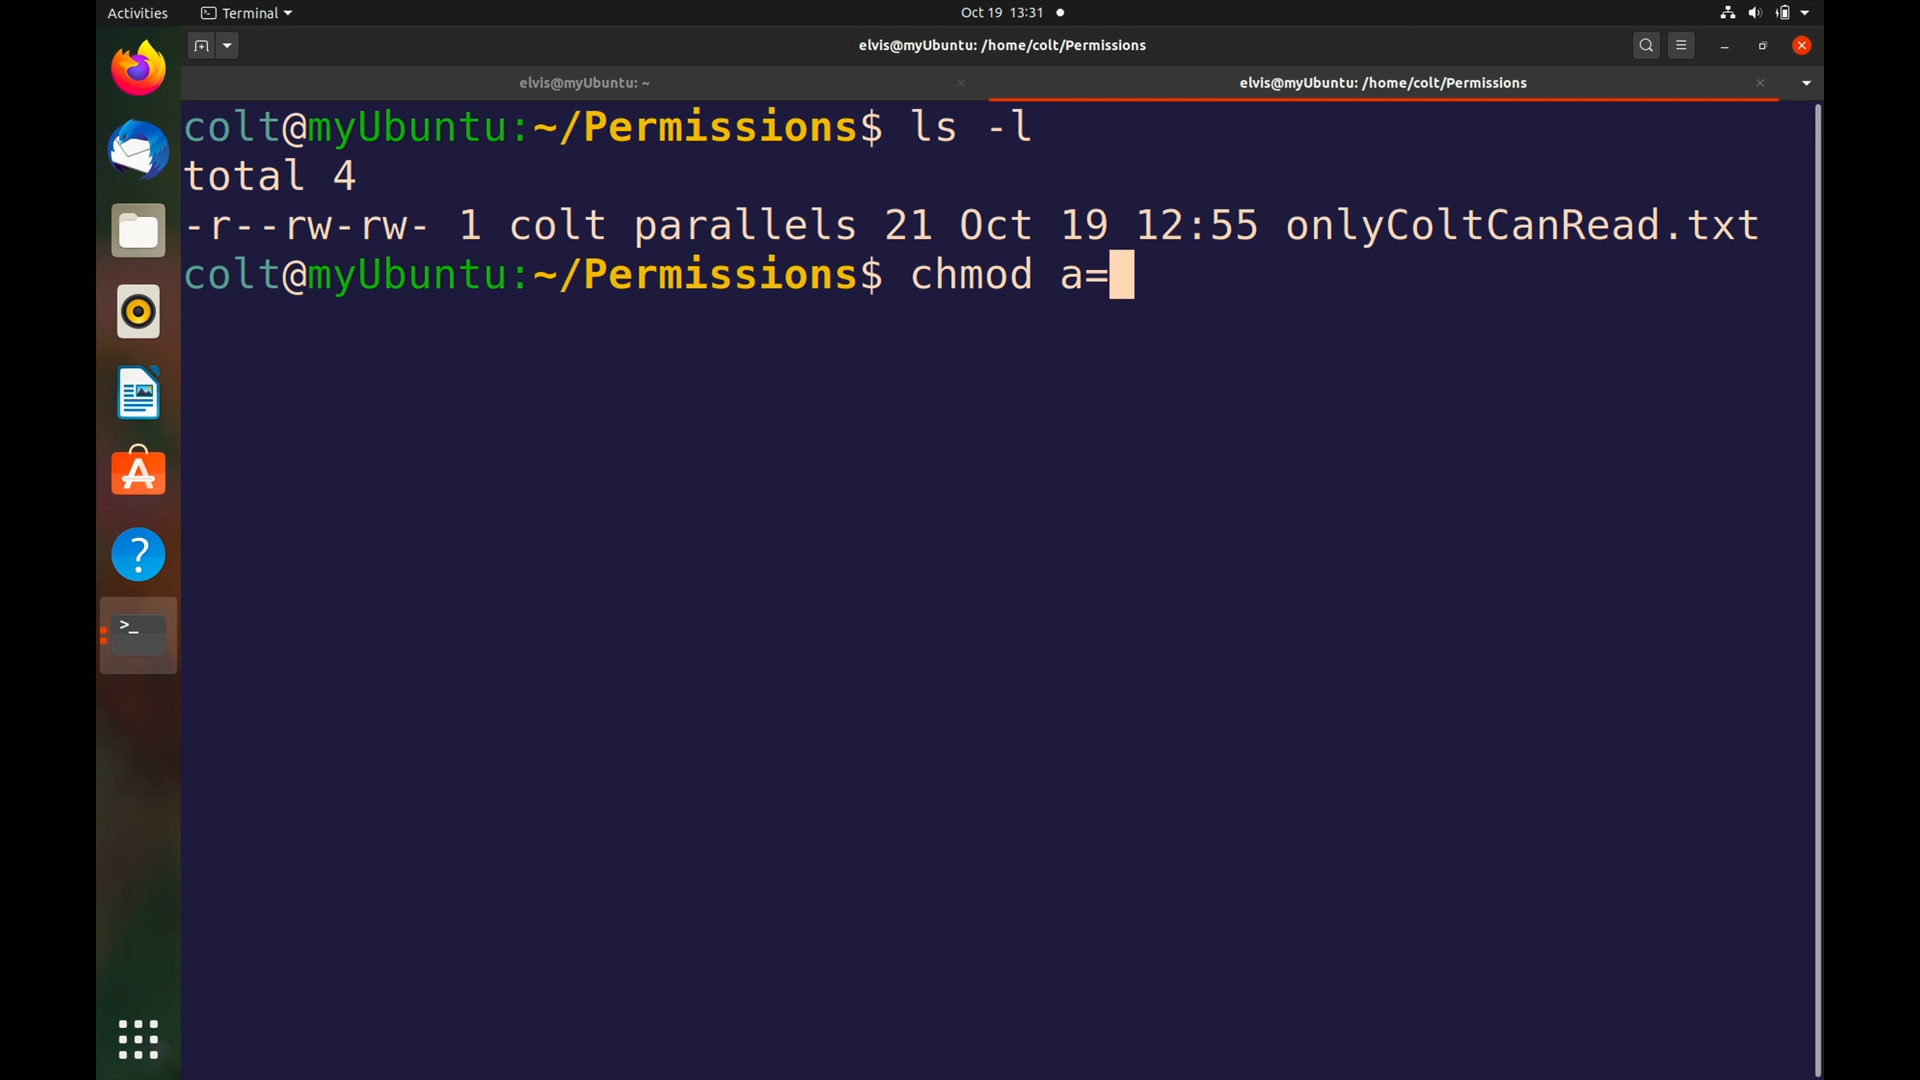 Activities Terminal Oct 19 13:31
elvis@myUbuntu: /home/colt/Permissions
elvis@myUbuntu: ~ elvis@myUbuntu: /home/colt/Permissions
colt@myUbuntu:~/Permissions$ ls -l
total 4
-r--rw-rw- 1 colt parallels 21 Oct 19 12:55 onlyColtCanRead.txt
colt@myUbuntu:~/Permissions$ chmod a=